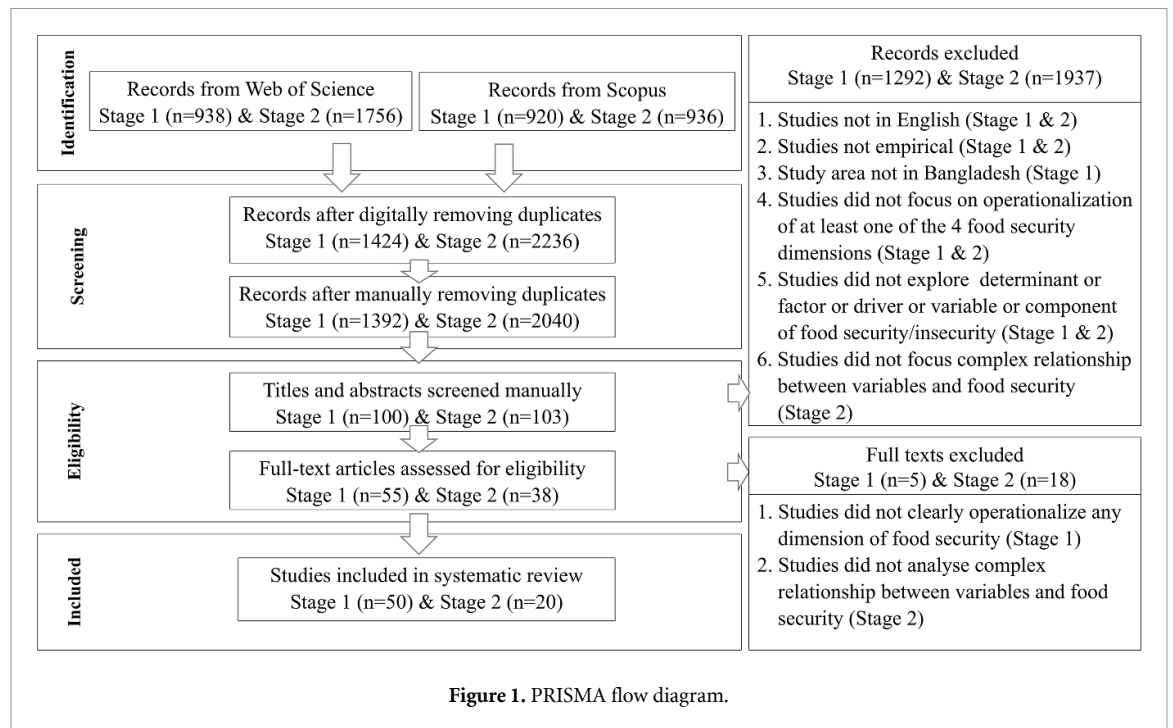 Identification
Records from Web of Science
Stage 1 (n=938) & Stage 2 (n=1756)
Records from Scopus
Stage 1 (n=920) & Stage 2 (n=936)
Screening
Records after digitally removing duplicates
Stage 1 (n=1424) & Stage 2 (n=2236)
Records after manually removing duplicates
Stage 1 (n=1392) & Stage 2 (n=2040)
Eligibility
Titles and abstracts screened manually
Stage 1 (n=100) & Stage 2 (n=103)
Full-text articles assessed for eligibility
Stage 1 (n=55) & Stage 2 (n=38)
Included
Studies included in systematic review
Stage 1 (n=50) & Stage 2 (n=20)
Records excluded
Stage 1 (n=1292) & Stage 2 (n=1937)
1. Studies not in English (Stage 1 & 2)
2. Studies not empirical (Stage 1 & 2)
3. Study area not in Bangladesh (Stage 1)
4. Studies did not focus on operationalization
of at least one of the 4 food security
dimensions (Stage 1 & 2)
5. Studies did not explore determinant or
factor or driver or variable or component
of food security/insecurity (Stage 1 & 2)
6. Studies did not focus complex relationship
between variables and food security
(Stage 2)
Full texts excluded
Stage 1 (n=5) & Stage 2 (n=18)
1. Studies did not clearly operationalize any
dimension of food security (Stage 1)
2. Studies did not analyse complex
relationship between variables and food
security (Stage 2)
Figure 1. PRISMA flow diagram.